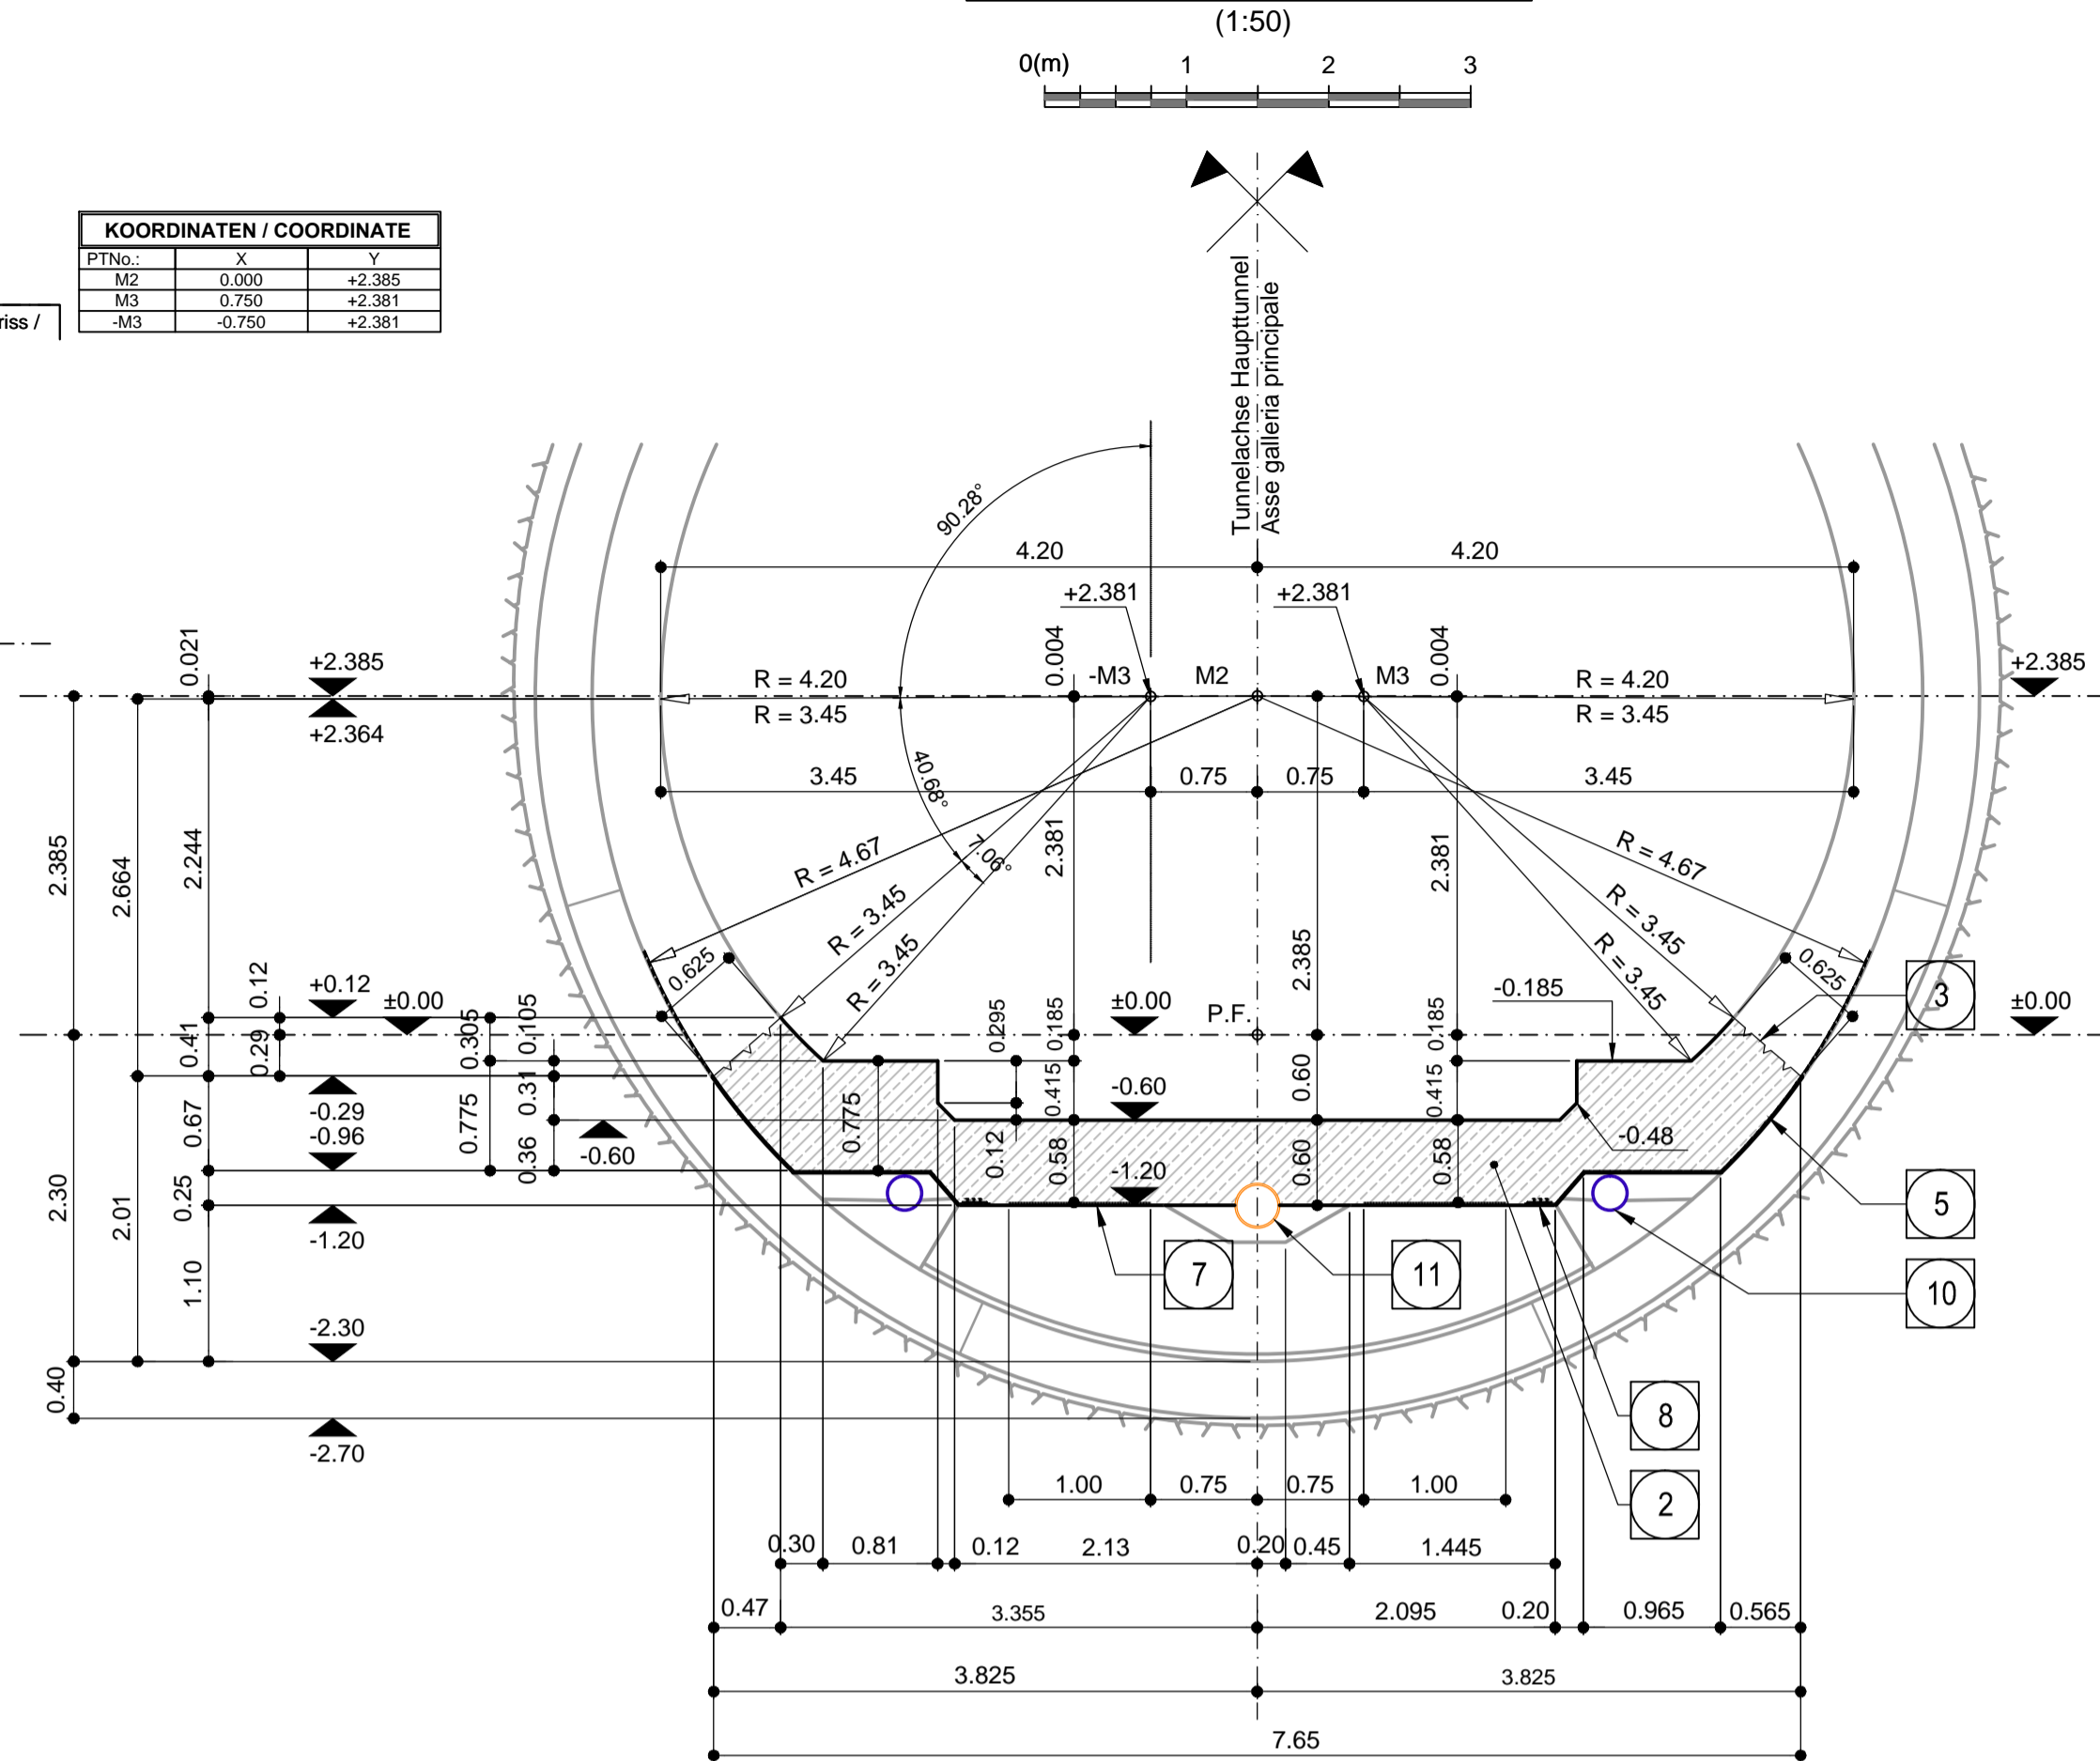 (1:50)
0(m) 1 2 3
KOORDINATEN / COORDINATE
PTNo.: X Y
M2 0.000 +2.385
M3 0.750 +2.381
-M3 -0.750 +2.381
riss /
Tunnelachse Haupttunnel
Asse galleria principale
90.28°
4.20 4.20
+2.381 +2.381
0.021 0.004 0.004
+2.385 +2.385
-M3 M2 M3
R = 4.20 R = 4.20
R = 3.45 R = 3.45
+2.364
3.45 0.75 0.75 3.45
40.68°
7.06°
2.385 2.664 2.244 2.381 2.381
R = 4.67 R = 4.67
R = 3.45 R = 3.45
R = 3.45 R = 3.45
0.625 0.625
2.385
+0.12 ±0.00 ±0.00 P.F. ±0.00
0.12 0.41 0.29 0.305 0.105 0.295 0.185 0.185
-0.185
3
0.31 0.415 0.60 0.415
-0.60
-0.29
-0.96
-0.60
-0.48
0.67 0.775 0.36 0.775 0.12 0.58 0.60 0.58
-1.20
5
2.30 2.01 0.25
-1.20
7 11 10
1.10
-2.30
0.40
-2.70
8
2
1.00 0.75 0.75 1.00
0.30 0.81 0.12 2.13 0.20 0.45 1.445
0.47 3.355 2.095 0.20 0.965 0.565
3.825 3.825
7.65